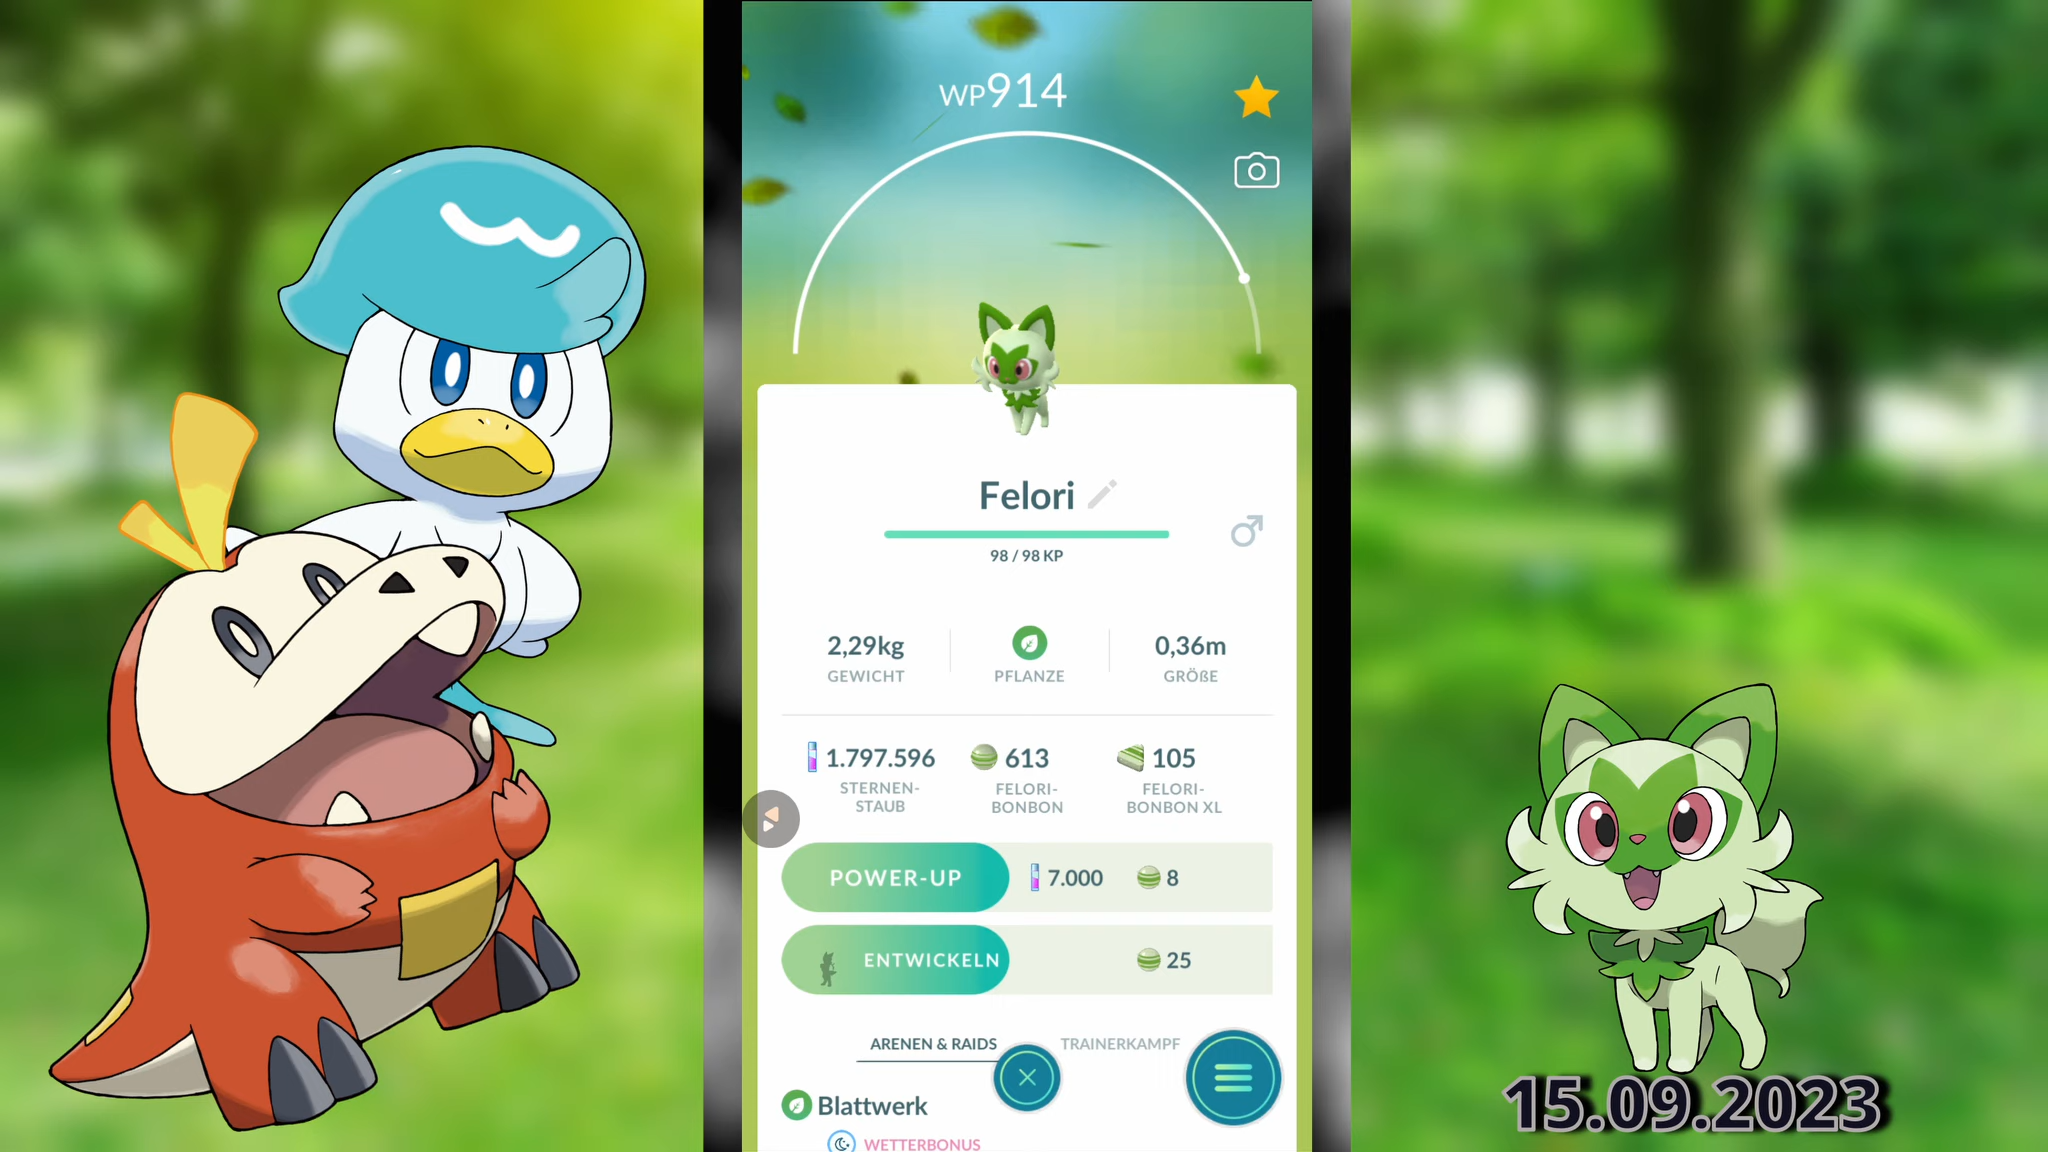 WP914
Felori
98 / 98 KP
2,29kg
GEWICHT
PFLANZE
0,36m
GRÖßE
1.797.596
STERNEN-
STAUB
613
FELORI-
BONBON
105
FELORI-
BONBON XL
POWER-UP
7.000
8
ENTWICKELN
25
ARENEN & RAIDS
TRAINERKAMPF
Blattwerk
WETTERBONUS
15.09.2023